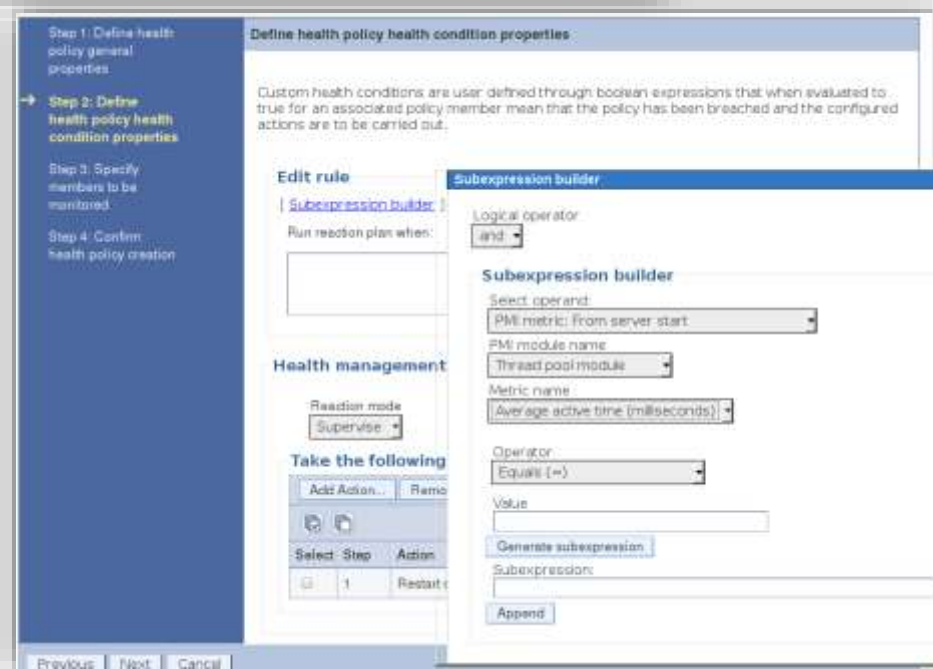 Step 1: Define health
policy general
properties
Step 2: Define
health policy health
condition properties
Step 3: Specify
members to be
monitored
Step 4: Confirm
health policy creation
Define health policy health condition properties
Custom health conditions are user defined through boolean expressions that when evaluated to
true for an associated policy member mean that the policy has been breached and the configured
actions are to be carried out.
Edit rule
[ Subexpression builder ]
Run reaction plan when:
Health management
Reaction mode
Supervise
Take the following
Add Action...
Remo
Select Step Action
1 Restart
Subexpression builder
Logical operator
and
Subexpression builder
Select operand:
PMI metric: From server start
PMI module name
Thread pool module
Metric name
Average active time (milliseconds)
Operator
Equals (=)
Value
Generate subexpression
Subexpression:
Append
Previous Next Cancel